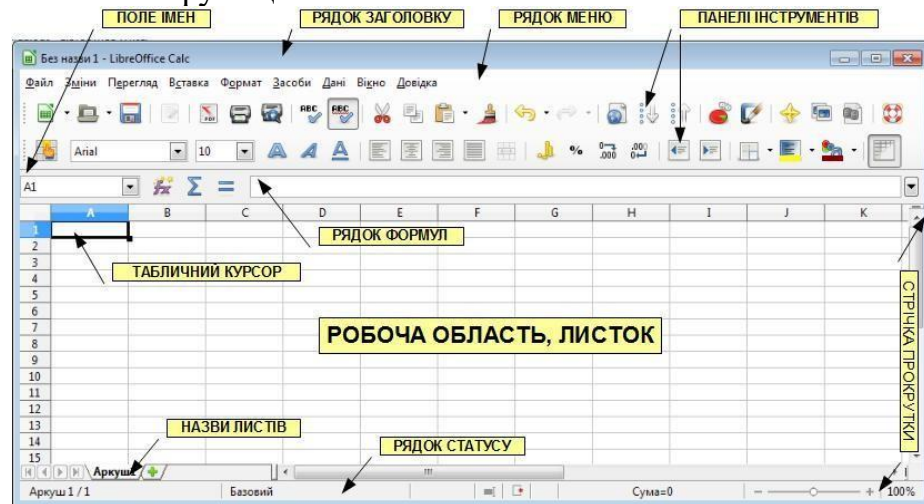 ПОЛЕ ІМЕН РЯДОК ЗАГОЛОВКУ РЯДОК МЕНЮ ПАНЕЛІ ІНСТРУМЕНТІВ
Без назви 1 - LibreOffice Calc
Файл Зміни Перегляд Вставка Формат Засоби Дані Вікно Довідка
Arial 10
A1
A B C D E F G H I J K
РЯДОК ФОРМУЛ
1
2
3
ТАБЛИЧНИЙ КУРСОР
4
5
6
7
РОБОЧА ОБЛАСТЬ, ЛИСТОК
8
9
10
11
12
13
НАЗВИ ЛИСТІВ
14
РЯДОК СТАТУСУ
15
СТРІЧКА ПРОКРУТКИ
Аркуш1
Аркуш 1 / 1 Базовий Сума=0 100%